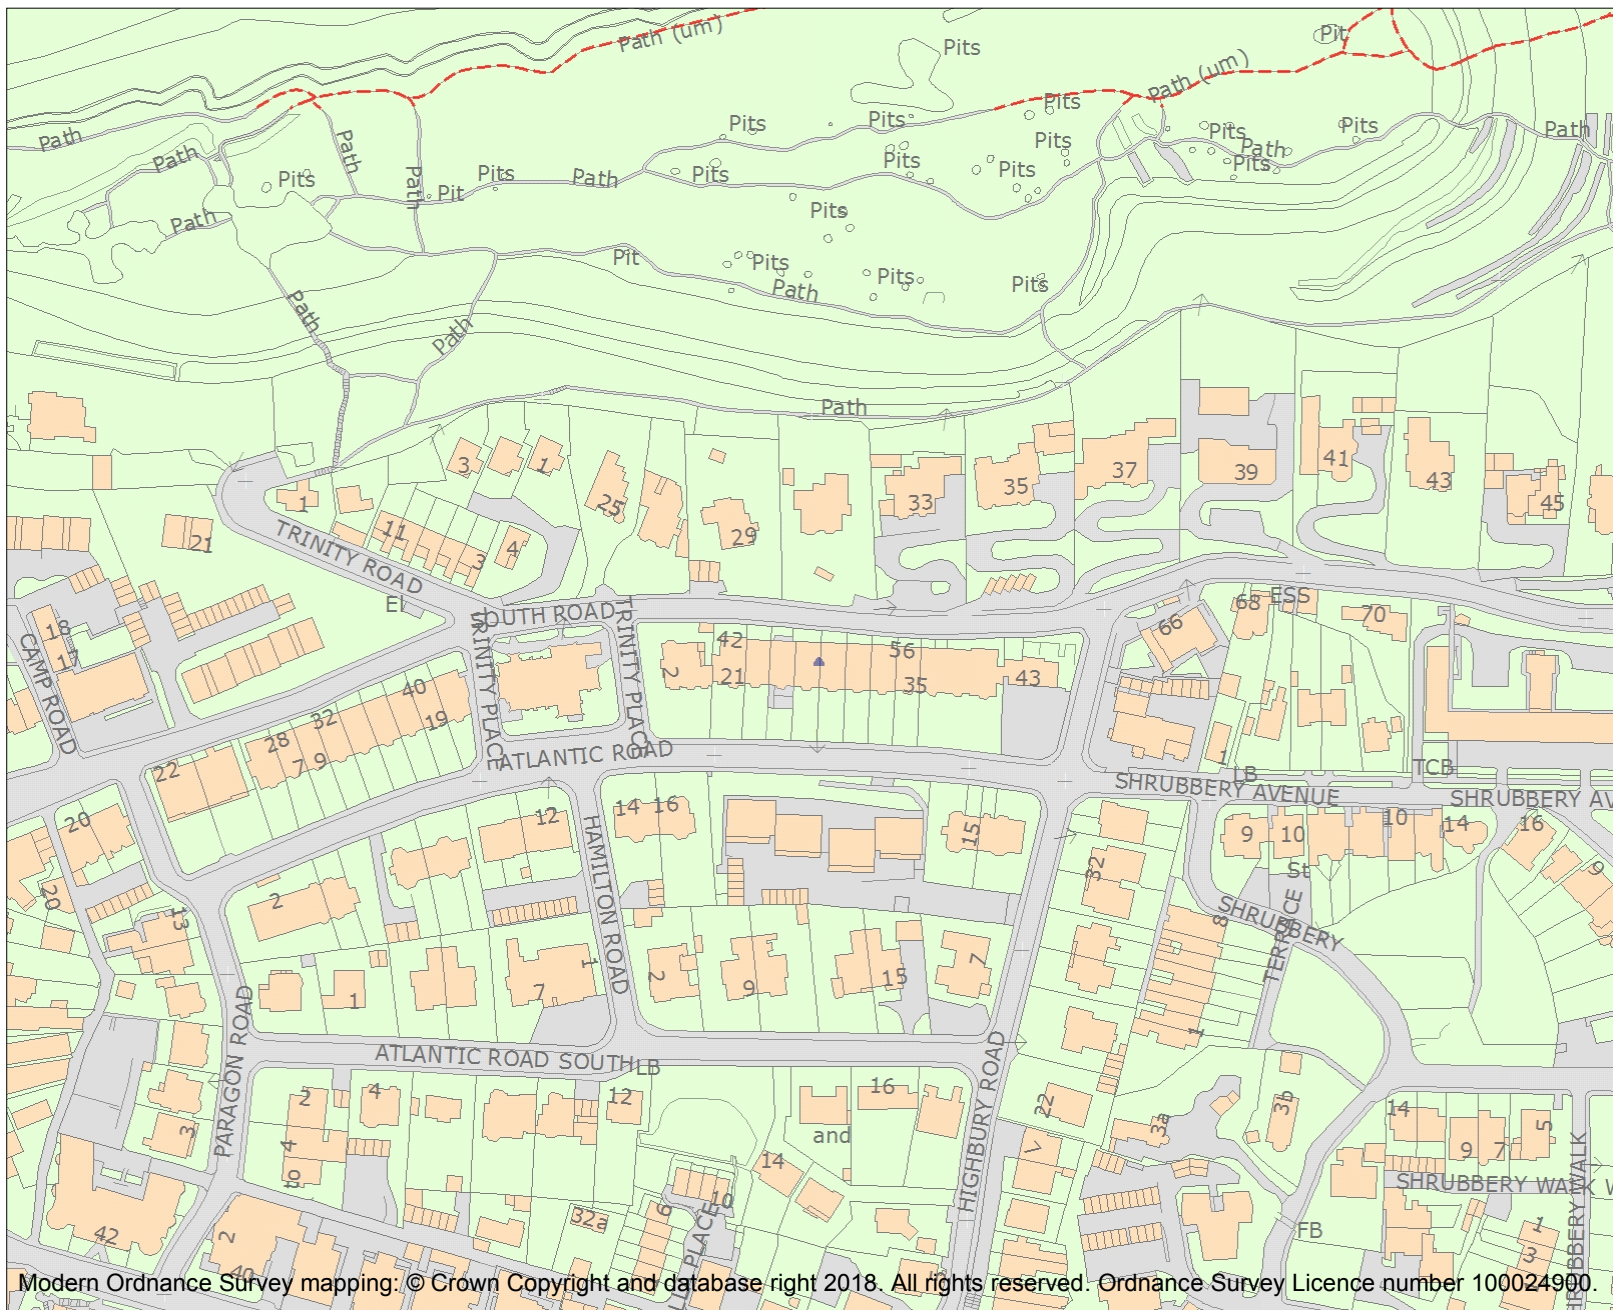 Path (um)
Pits
Pit
Path (um)
Pits
Pits
Pits
Pits
Pits
Path
Path
Path
Path
Pits
Pits
Path
Pits
Pits
Pits
Path
Path
Pits
Pit
Pits
Path
Pits
Path
Pits
Pit
Pits
Pits
Path
Pits
Path
Path
Path
3
1
25
33
35
37
39
41
43
45
1
11
3
4
29
21
TRINITY ROAD
El
SOUTH ROAD
TRINITY PLACE
TRINITY PLACE
68
ESS
70
66
18
17
CAMP ROAD
42
56
2
21
35
43
40
32
19
28
7 9
22
ATLANTIC ROAD
1
LB
TCB
SHRUBBERY AVENUE
SHRUBBERY AV
20
12
14 16
15
9
10
10
14
16
9
HAMILTON ROAD
32
St
20
2
13
8
SHRUBBERY
TERRACE
1
7
1
2
9
15
7
1
PARAGON ROAD
ATLANTIC ROAD SOUTH
LB
HIGHBURY ROAD
2
4
12
16
22
3a
3b
14
5
3
4
and
7
9
7
6
14
SHRUBBERY WALK W
SHRUBBERY WALK
10
32a
6
PLACE
42
2
40
FB
1
3
Modern Ordnance Survey mapping: © Crown Copyright and database right 2018. All rights reserved. Ordnance Survey Licence number 100024900.